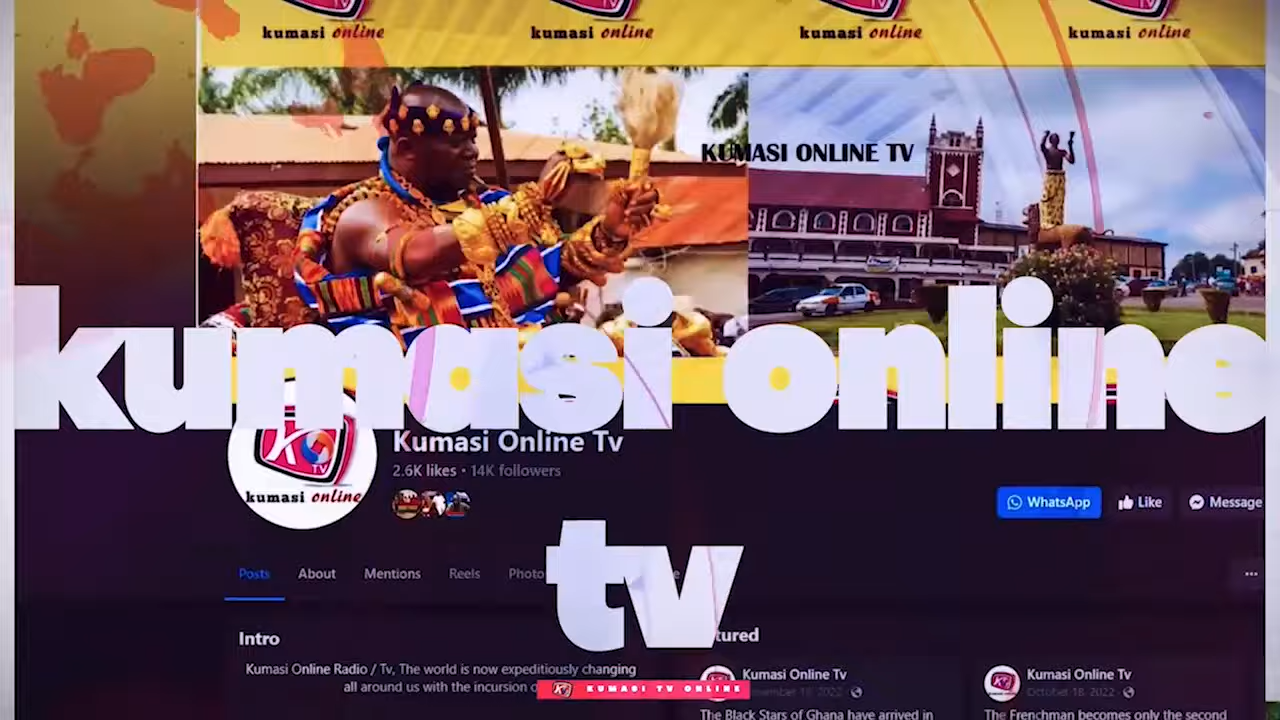 kumasi online
kumasi online
kumasi online
kumasi online
KUMASI ONLINE TV
kumasi online
tv
TV
kumasi online
Kumasi Online Tv
2.6K likes • 14K followers
WhatsApp
Like
Message
Posts
About
Mentions
Reels
Photo
Intro
Kumasi Online Radio / Tv, The world is now expeditiously changing
all around us with the incursion
KUMASI TV ONLINE
Kumasi Online Tv
2022
The Black Stars of Ghana have arrived in
Kumasi Online Tv
October 18, 2022
The Frenchman becomes only the second